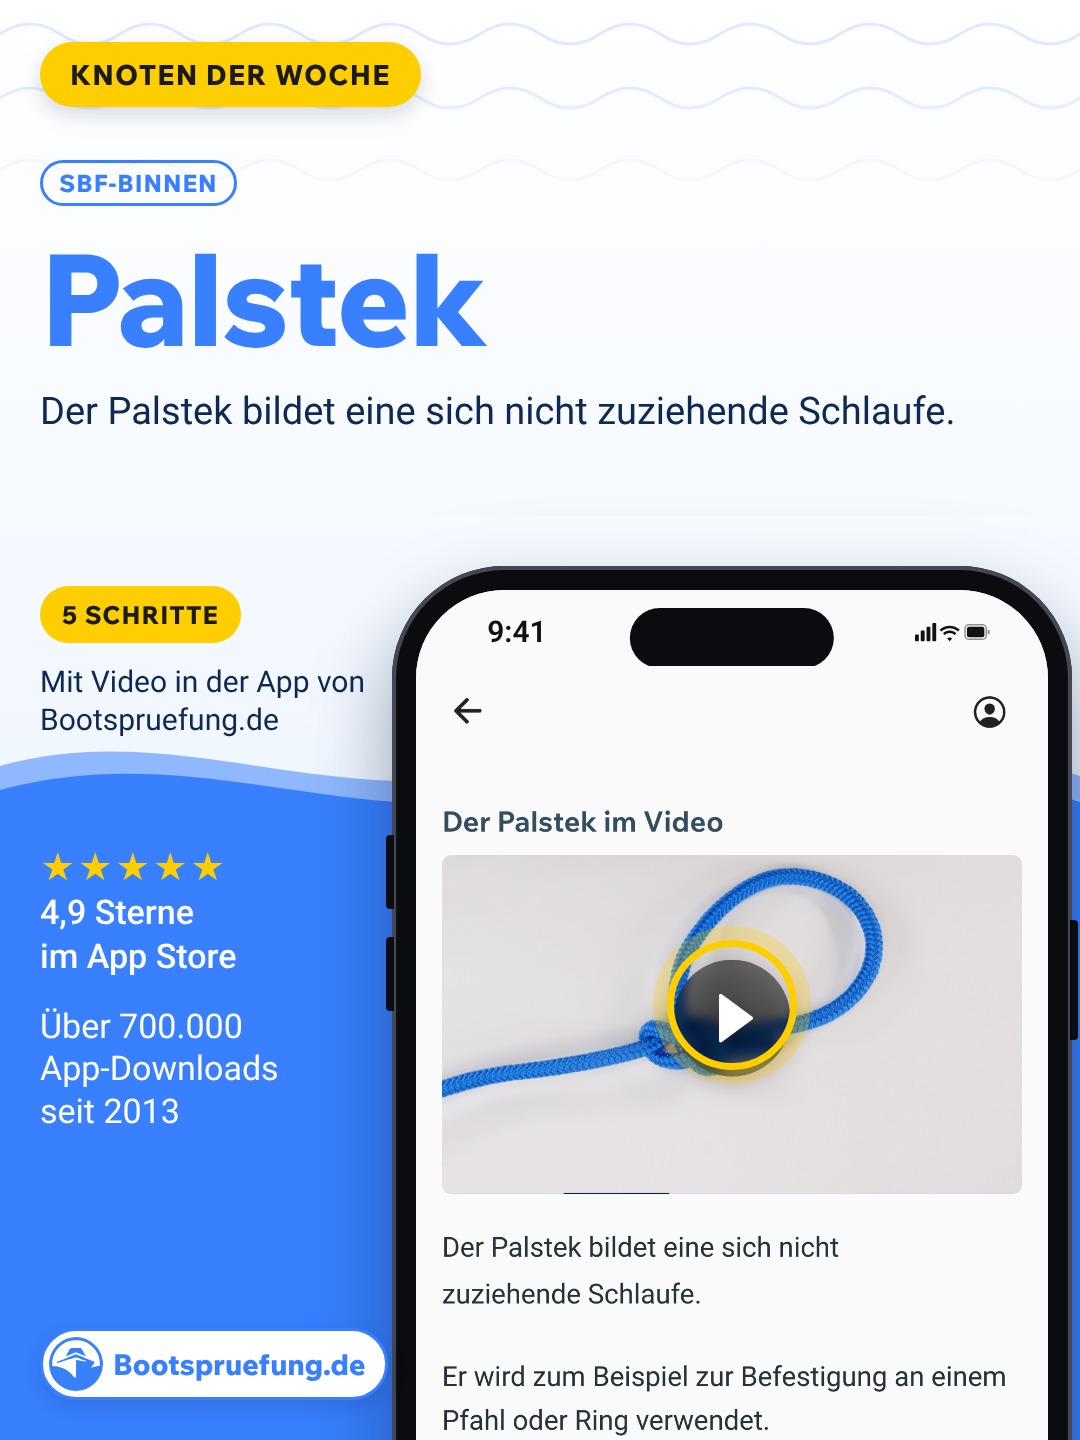 KNOTEN DER WOCHE
SBF-BINNEN
Palstek
Der Palstek bildet eine sich nicht zuziehende Schlaufe.
5 SCHRITTE
Mit Video in der App von
Bootspruefung.de
★★★★★
4,9 Sterne
im App Store
Über 700.000
App-Downloads
seit 2013
Bootspruefung.de
9:41
Der Palstek im Video
Der Palstek bildet eine sich nicht
zuziehende Schlaufe.
Er wird zum Beispiel zur Befestigung an einem
Pfahl oder Ring verwendet.